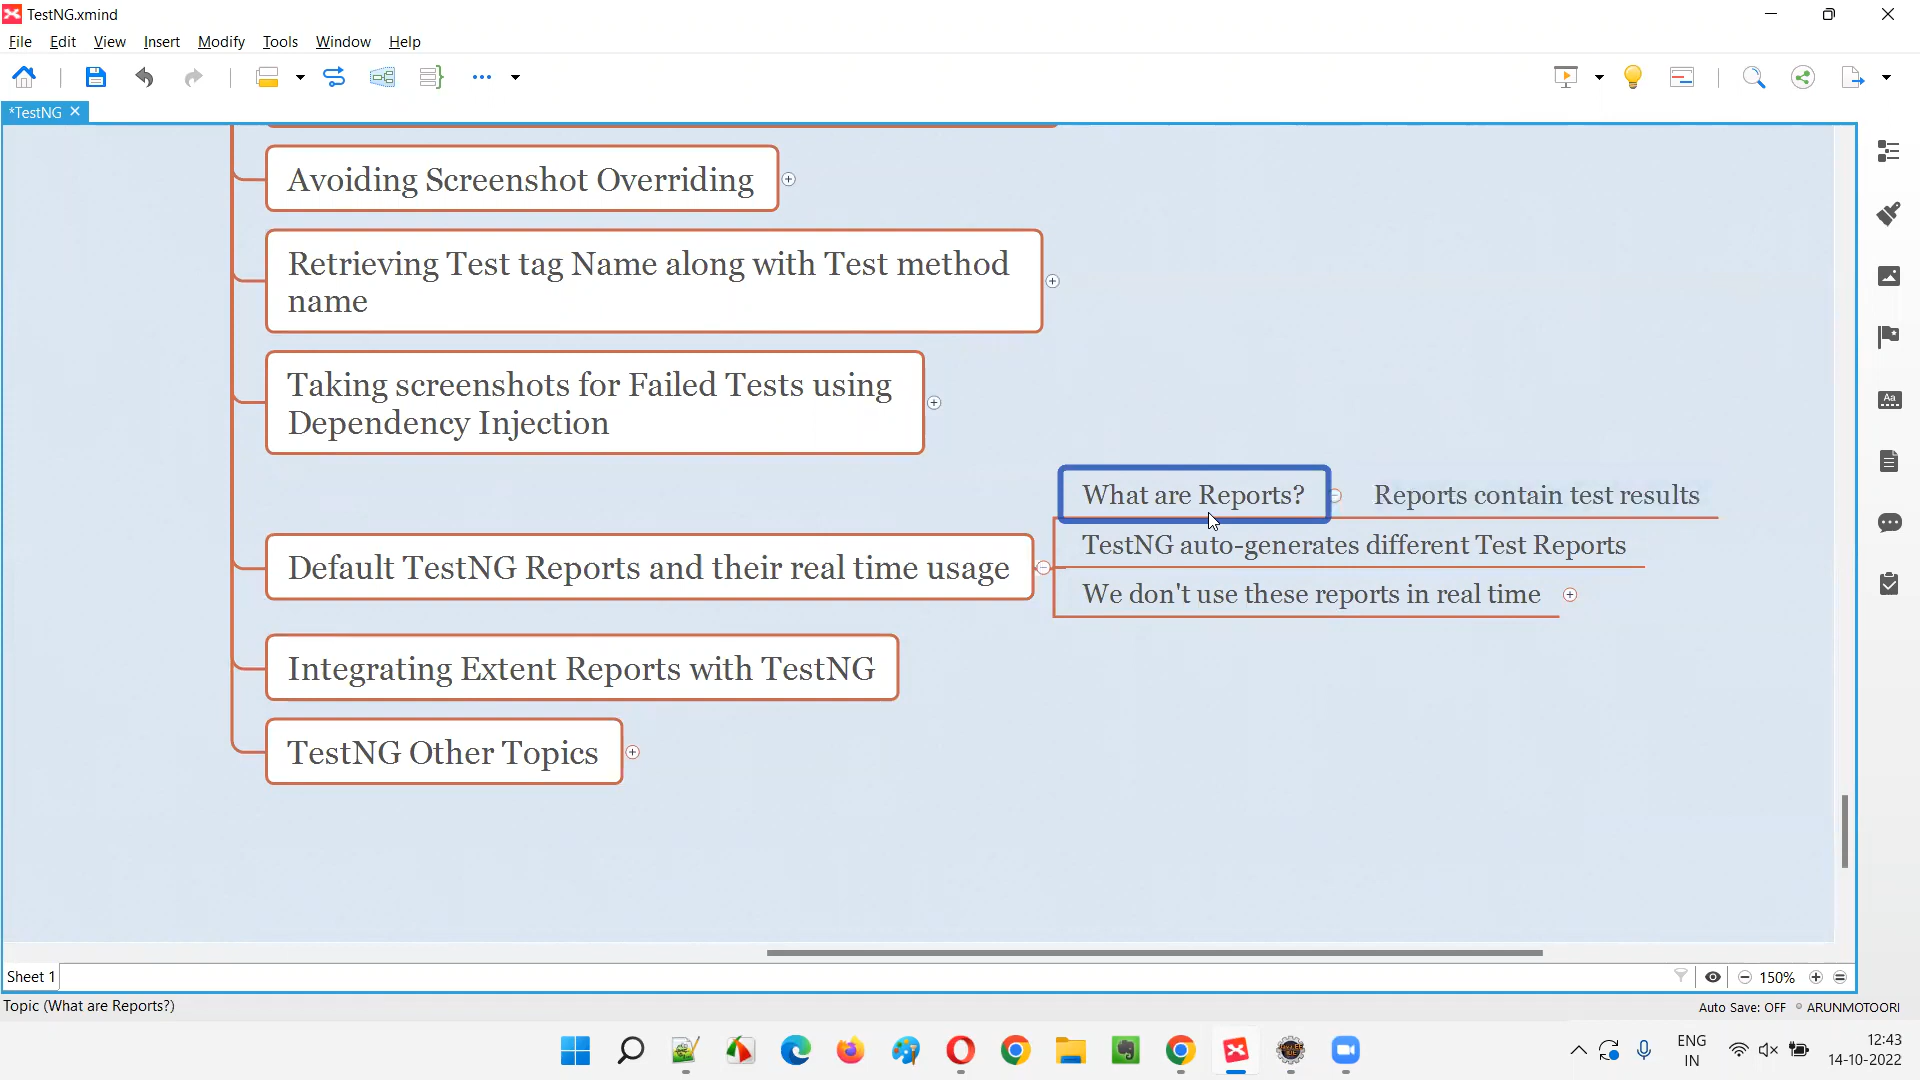 TestNG.xmind
File Edit View Insert Modify Tools Window Help
*TestNG
Avoiding Screenshot Overriding
Retrieving Test tag Name along with Test method
name
Taking screenshots for Failed Tests using
Dependency Injection
What are Reports? Reports contain test results
TestNG auto-generates different Test Reports
Default TestNG Reports and their real time usage
We don't use these reports in real time
Integrating Extent Reports with TestNG
TestNG Other Topics
Aa
Sheet 1
150%
Topic (What are Reports?)
Auto Save: OFF ARUNMOTOORI
ENG
IN
12:43
14-10-2022